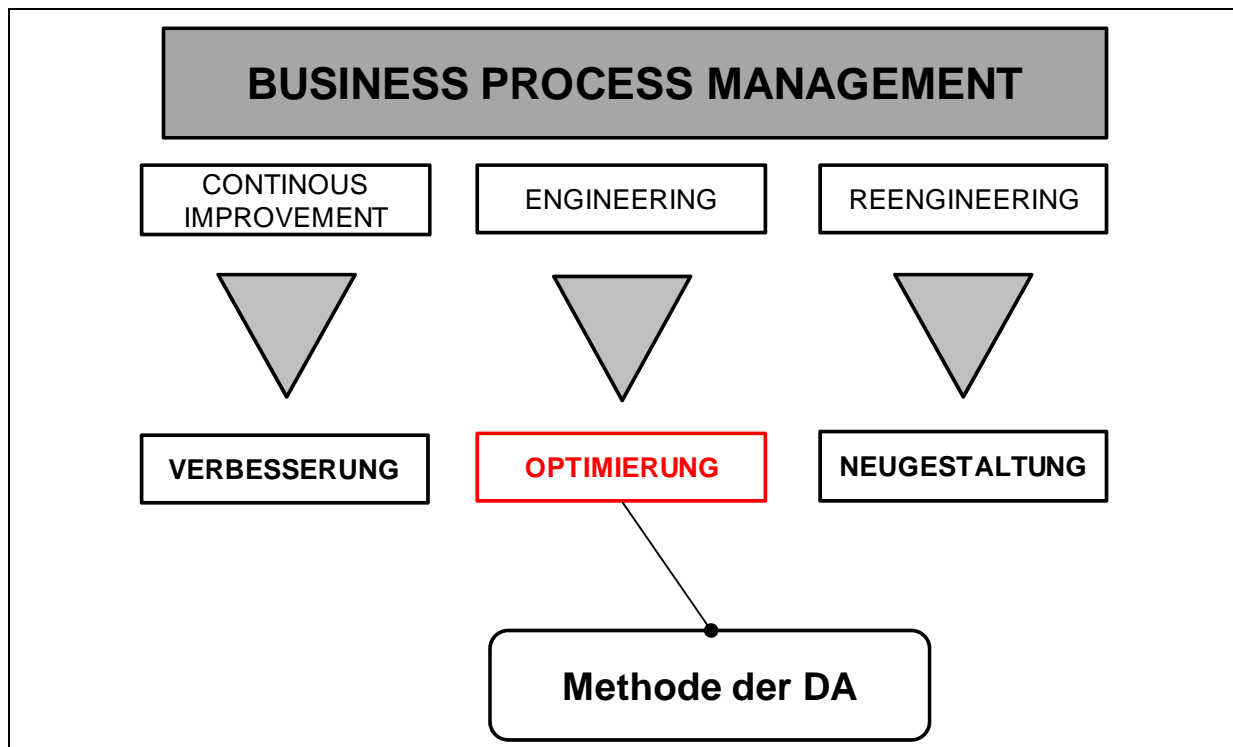 BUSINESS PROCESS MANAGEMENT
CONTINOUS
IMPROVEMENT
ENGINEERING
REENGINEERING
VERBESSERUNG
OPTIMIERUNG
NEUGESTALTUNG
Methode der DA